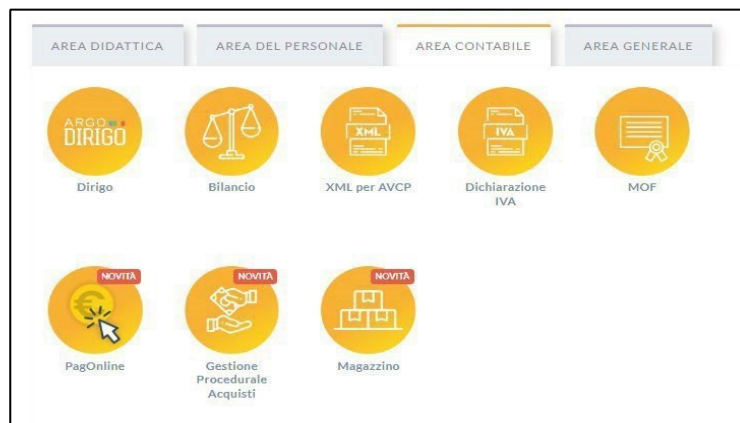 AREA DIDATTICA
AREA DEL PERSONALE
AREA CONTABILE
AREA GENERALE
ARGO
DIRIGO
XML
IVA
Dirigo
Bilancio
XML per AVCP
Dichiarazione
IVA
MOF
NOVITÀ
NOVITÀ
NOVITÀ
€
PagOnline
Gestione
Procedurale
Acquisti
Magazzino